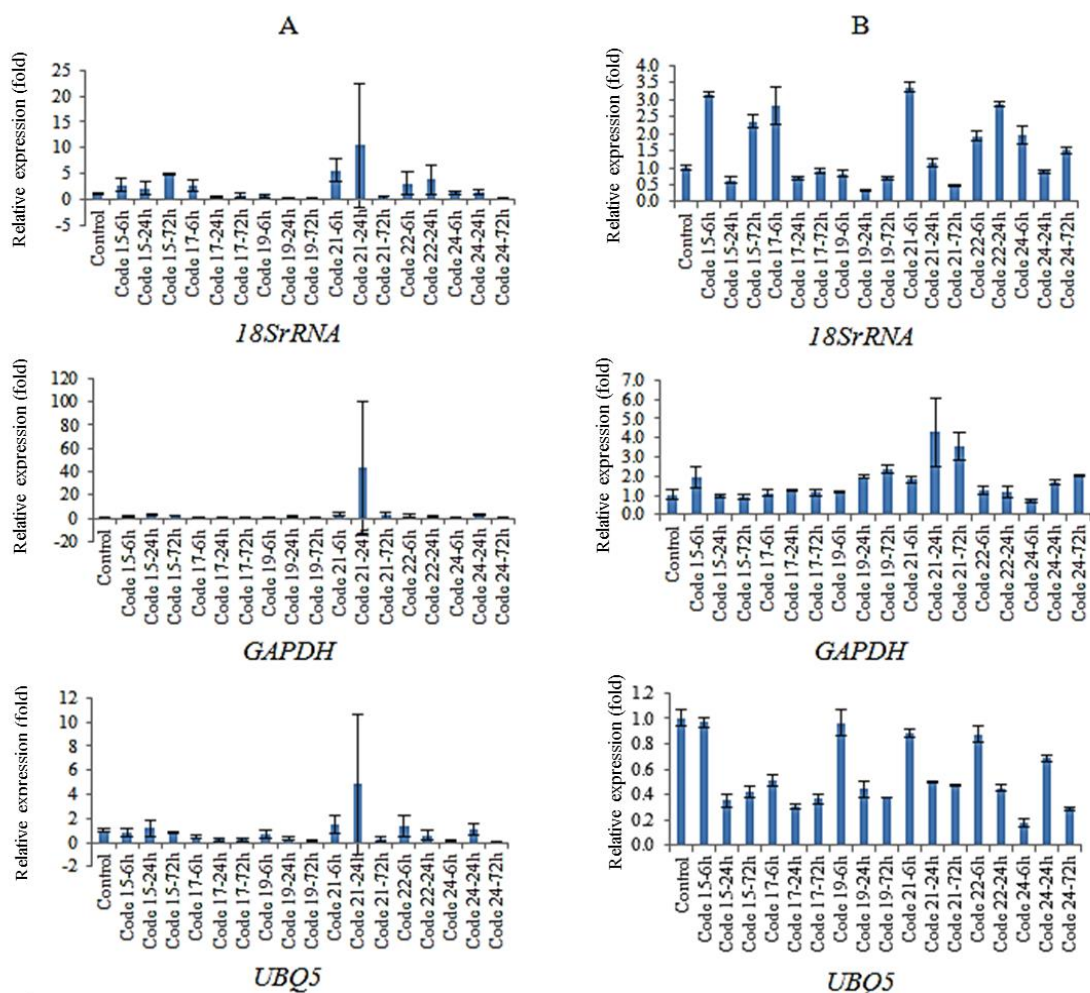 A
Relative expression (fold)
25
20
15
10
5
0
-5
Control
Code 15-6h
Code 15-24h
Code 15-72h
Code 17-6h
Code 17-24h
Code 17-72h
Code 19-6h
Code 19-24h
Code 19-72h
Code 21-6h
Code 21-24h
Code 21-72h
Code 22-6h
Code 22-24h
Code 24-6h
Code 24-24h
Code 24-72h
18SrRNA
Relative expression (fold)
120
100
80
60
40
20
0
-20
Control
Code 15-6h
Code 15-24h
Code 15-72h
Code 17-6h
Code 17-24h
Code 17-72h
Code 19-6h
Code 19-24h
Code 19-72h
Code 21-6h
Code 21-24h
Code 21-72h
Code 22-6h
Code 22-24h
Code 24-6h
Code 24-24h
Code 24-72h
GAPDH
Relative expression (fold)
12
10
8
6
4
2
0
-2
Control
Code 15-6h
Code 15-24h
Code 15-72h
Code 17-6h
Code 17-24h
Code 17-72h
Code 19-6h
Code 19-24h
Code 19-72h
Code 21-6h
Code 21-24h
Code 21-72h
Code 22-6h
Code 22-24h
Code 24-6h
Code 24-24h
Code 24-72h
UBQ5
B
Relative expression (fold)
4.0
3.5
3.0
2.5
2.0
1.5
1.0
0.5
0.0
Control
Code 15-6h
Code 15-24h
Code 15-72h
Code 17-6h
Code 17-24h
Code 17-72h
Code 19-6h
Code 19-24h
Code 19-72h
Code 21-6h
Code 21-24h
Code 21-72h
Code 22-6h
Code 22-24h
Code 24-6h
Code 24-24h
Code 24-72h
18SrRNA
Relative expression (fold)
7.0
6.0
5.0
4.0
3.0
2.0
1.0
0.0
Control
Code 15-6h
Code 15-24h
Code 15-72h
Code 17-6h
Code 17-24h
Code 17-72h
Code 19-6h
Code 19-24h
Code 19-72h
Code 21-6h
Code 21-24h
Code 21-72h
Code 22-6h
Code 22-24h
Code 24-6h
Code 24-24h
Code 24-72h
GAPDH
Relative expression (fold)
1.2
1.0
0.8
0.6
0.4
0.2
0.0
Control
Code 15-6h
Code 15-24h
Code 15-72h
Code 17-6h
Code 17-24h
Code 17-72h
Code 19-6h
Code 19-24h
Code 19-72h
Code 21-6h
Code 21-24h
Code 21-72h
Code 22-6h
Code 22-24h
Code 24-6h
Code 24-24h
Code 24-72h
UBQ5